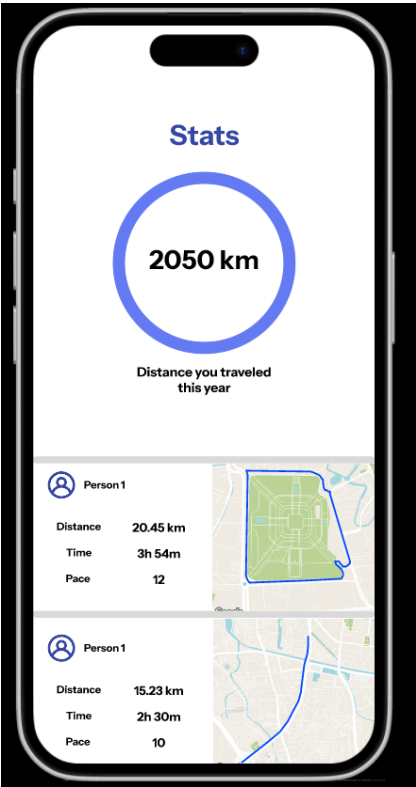 Stats
2050 km
Distance you traveled
this year
Person 1
Distance 20.45 km
Time 3h 54m
Pace 12
Person 1
Distance 15.23 km
Time 2h 30m
Pace 10